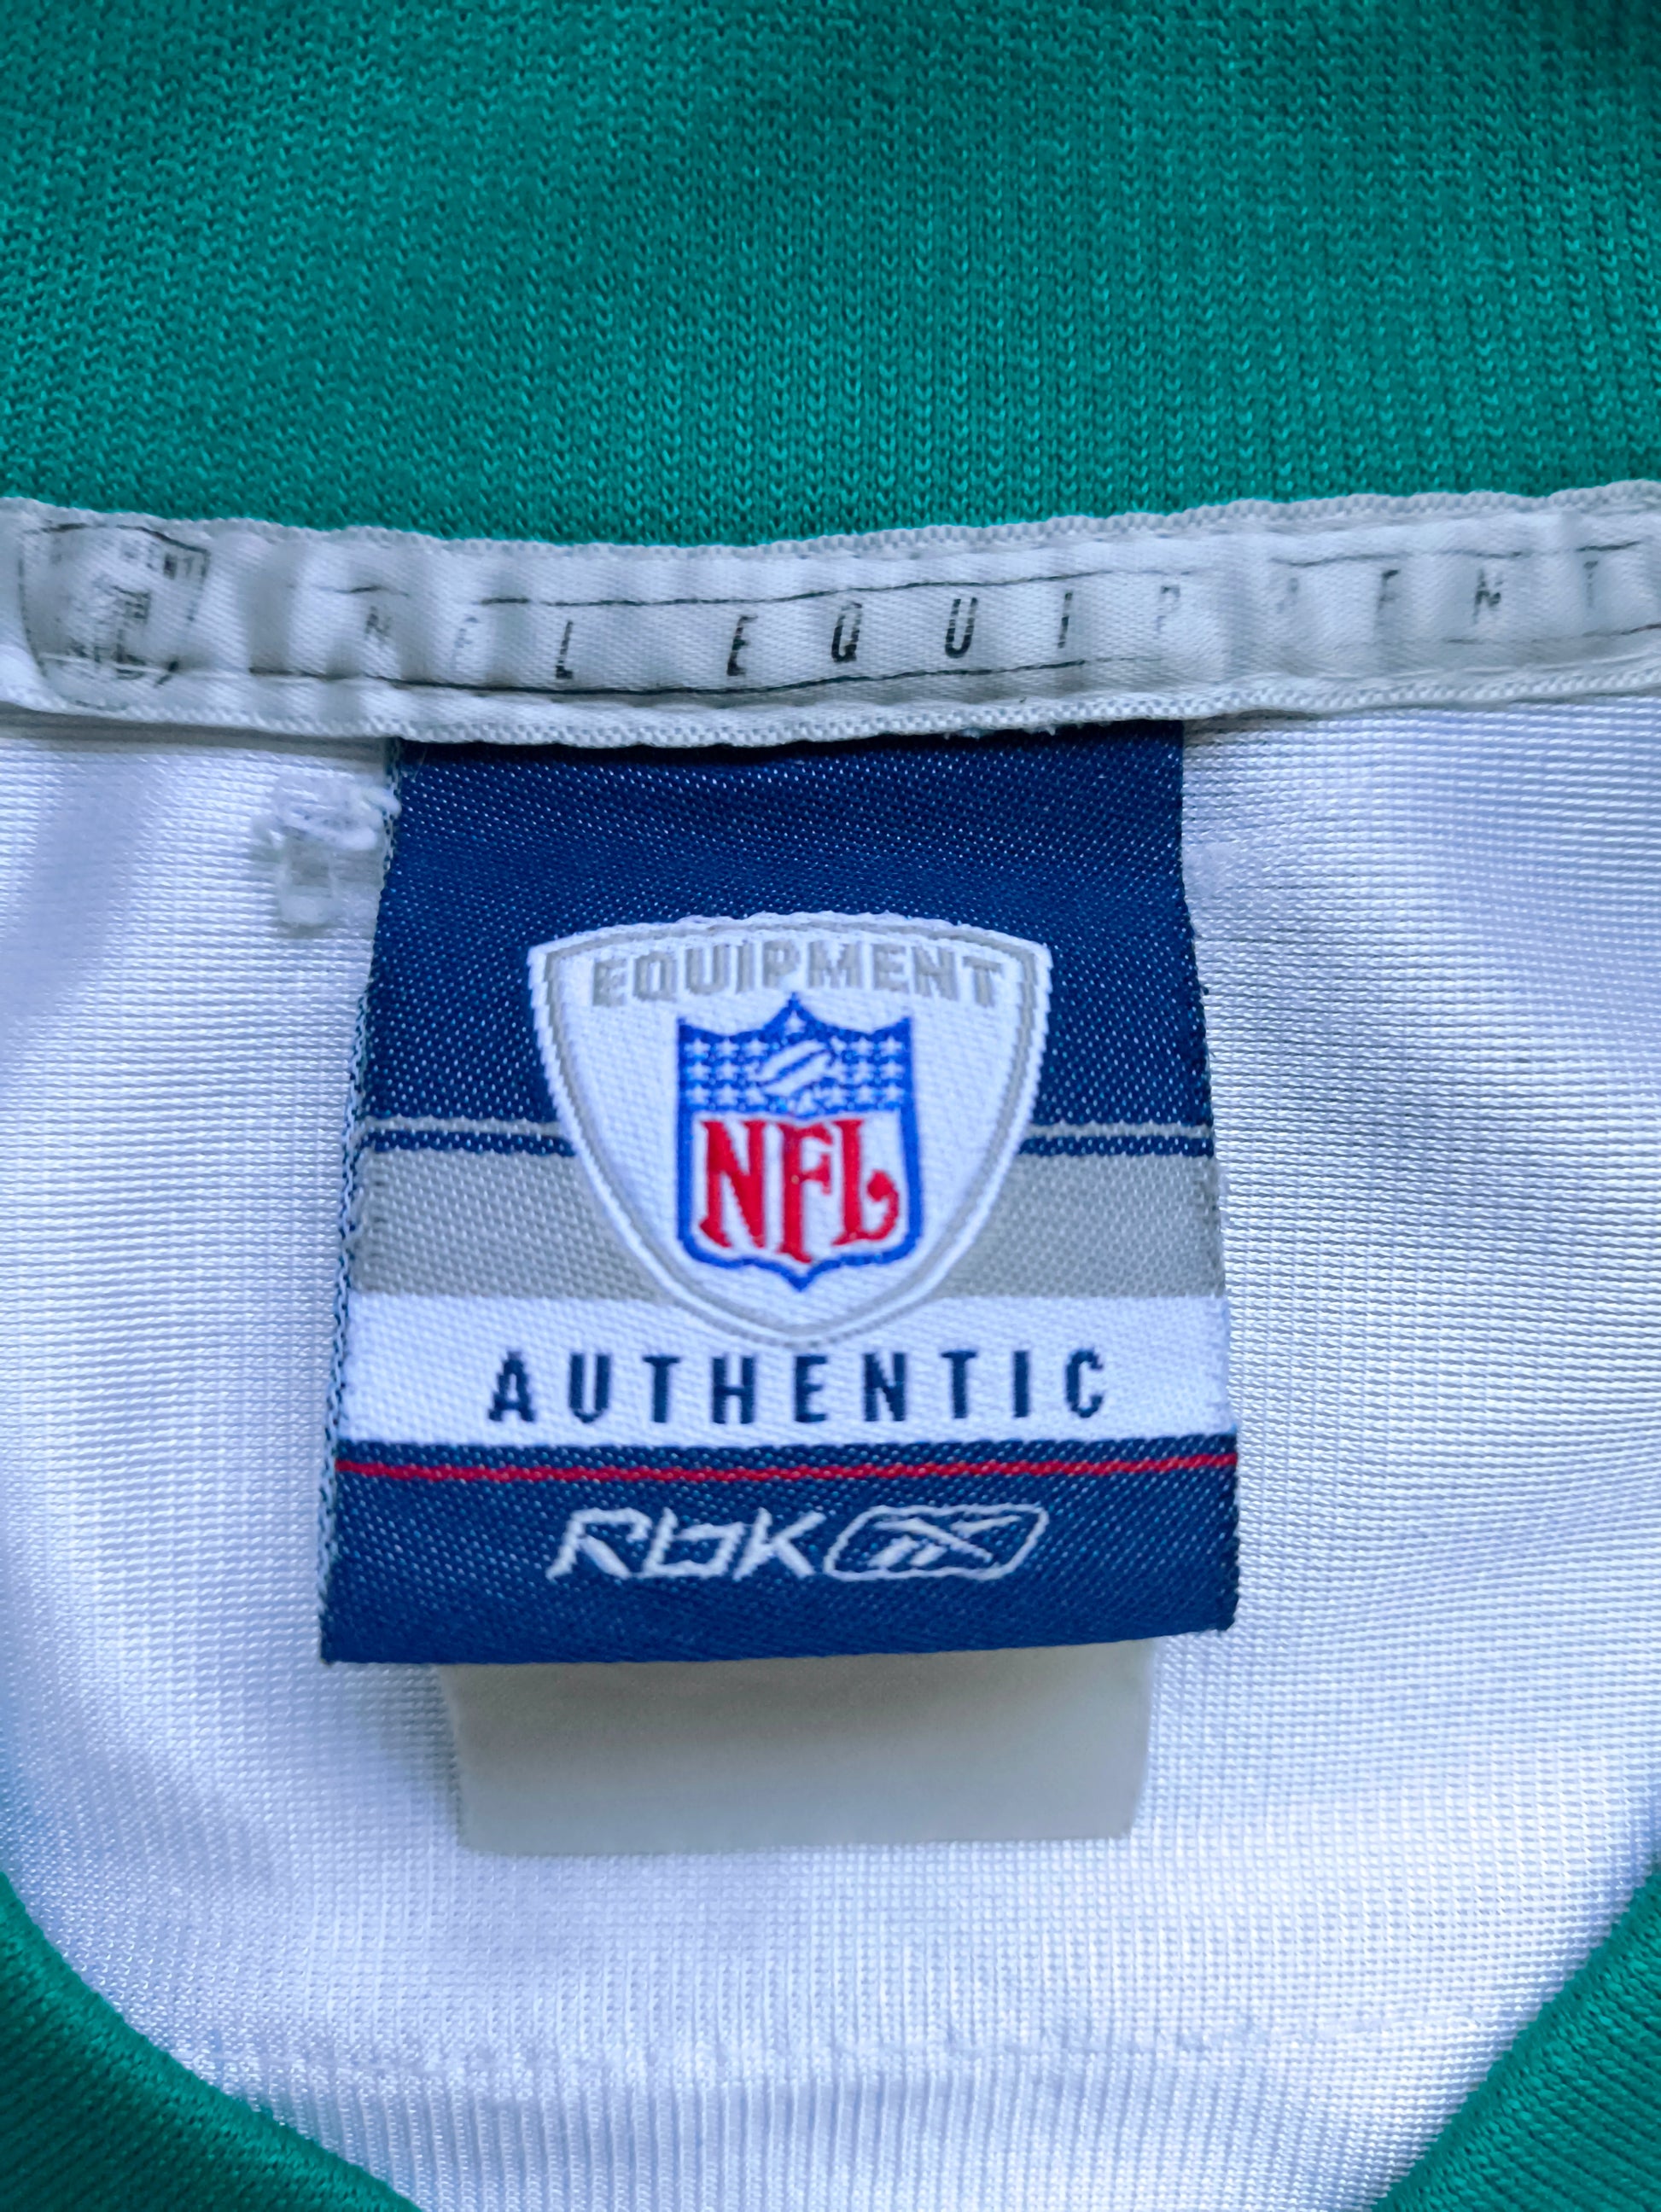 NFL EQUIPMENT
EQUIPMENT
NFL
AUTHENTIC
Rbk